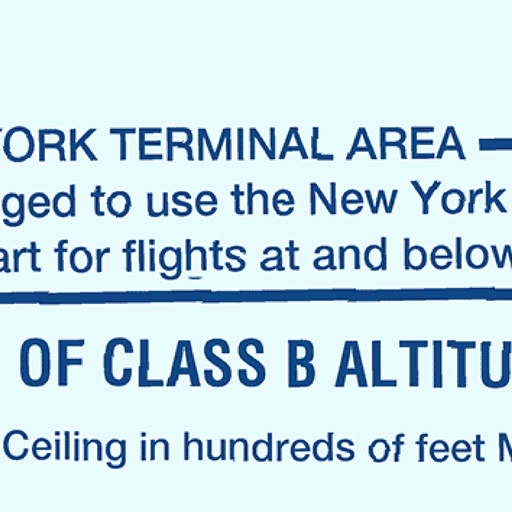 YORK TERMINAL AREA
ged to use the New York
art for flights at and below
OF CLASS B ALTITU
Ceiling in hundreds of feet M